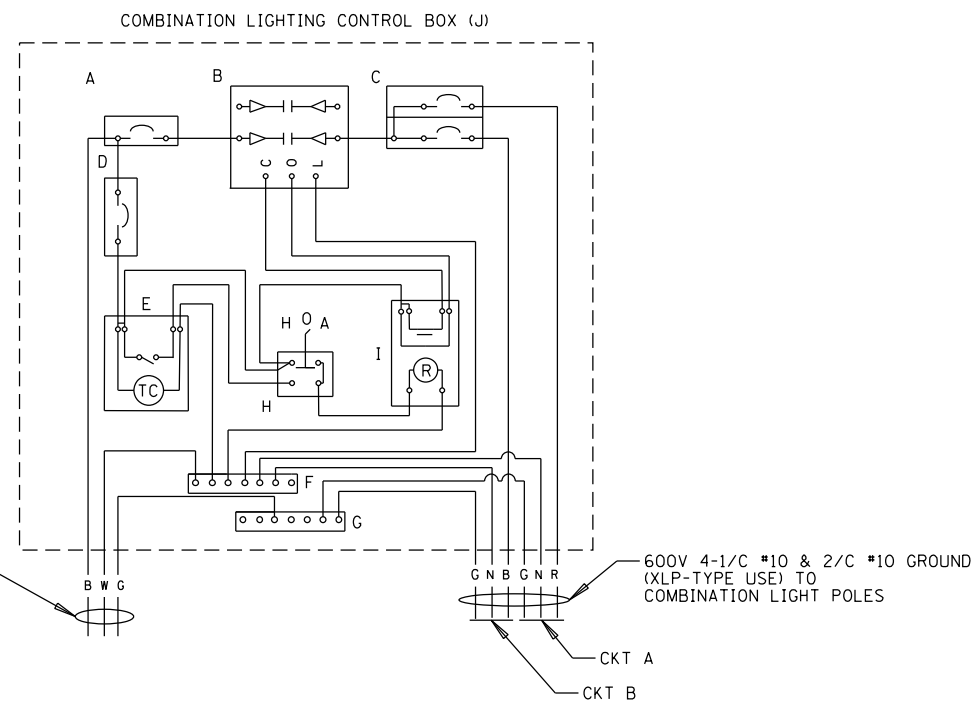 COMBINATION LIGHTING CONTROL BOX (J)
A B C
D
C O L
E
H O A
I
R
TC
H
F
G
B W G
G N B G N R
600V 4-1/C #10 & 2/C #10 GROUND
(XLP-TYPE USE) TO
COMBINATION LIGHT POLES
CKT A
CKT B